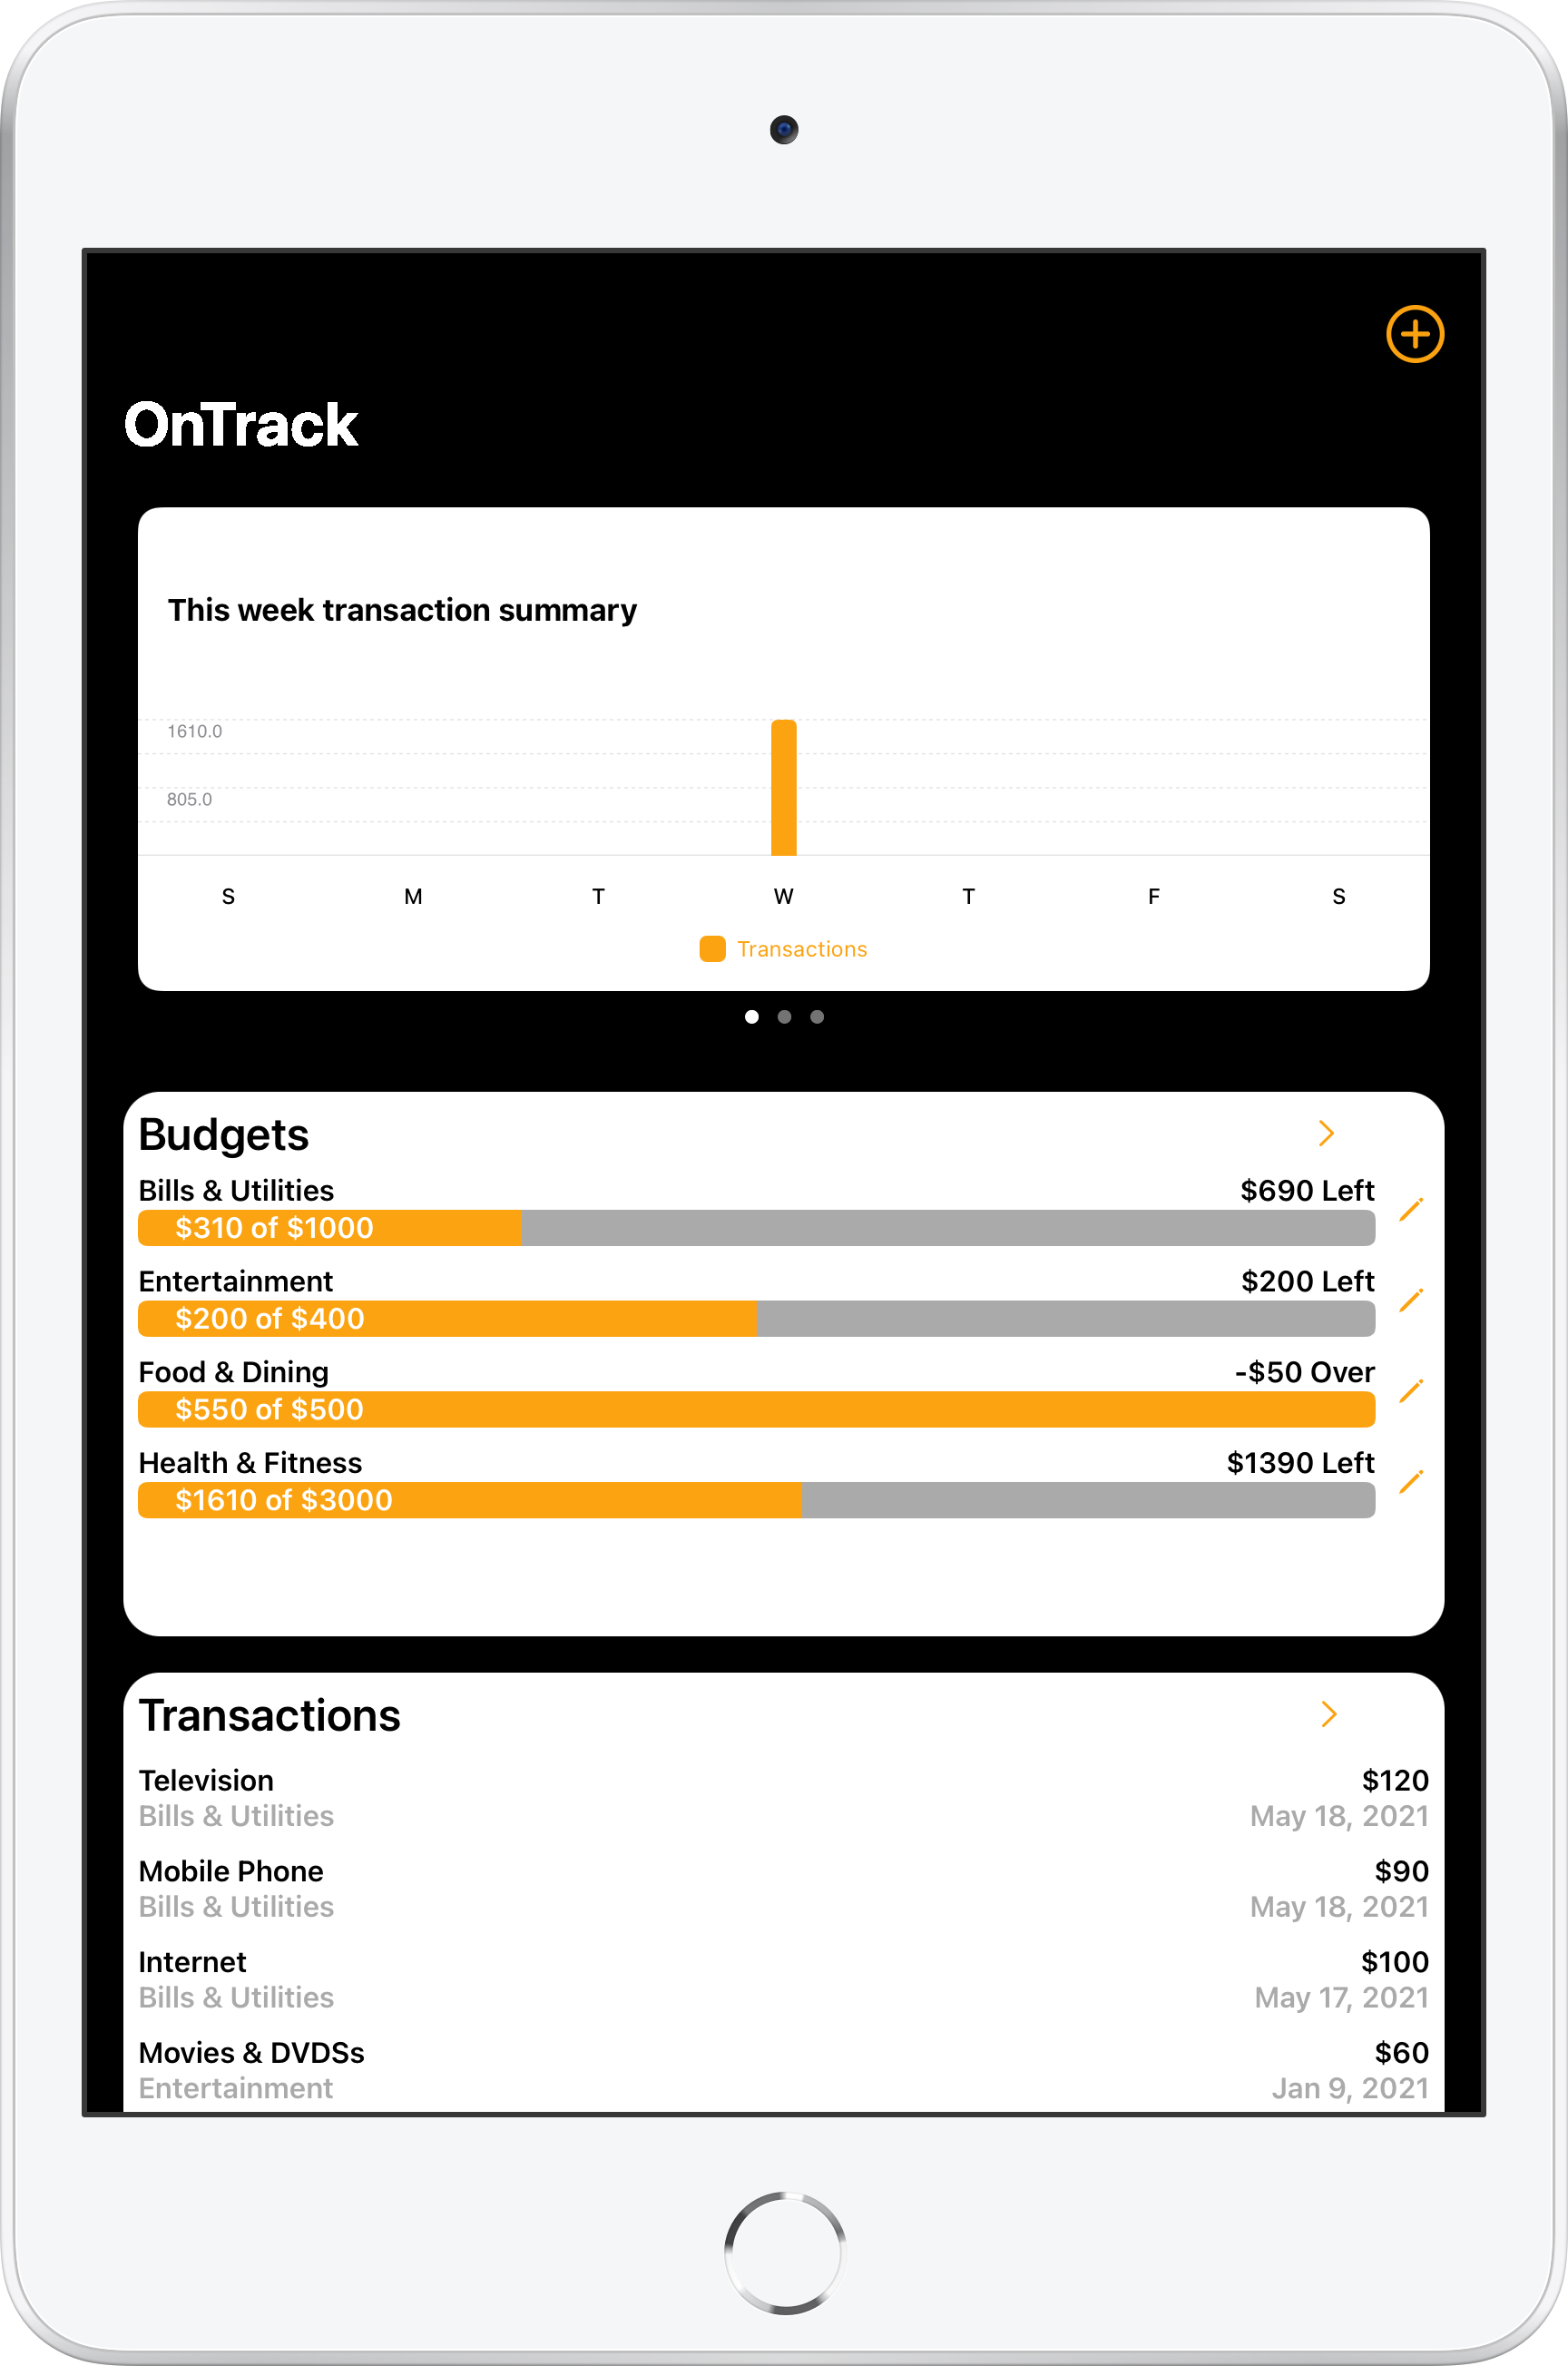 OnTrack
This week transaction summary
1610.0
805.0
S M T W T F S
Transactions
Budgets
Bills & Utilities $690 Left
$310 of $1000
Entertainment $200 Left
$200 of $400
Food & Dining -$50 Over
$550 of $500
Health & Fitness $1390 Left
$1610 of $3000
Transactions
Television $120
Bills & Utilities May 18, 2021
Mobile Phone $90
Bills & Utilities May 18, 2021
Internet $100
Bills & Utilities May 17, 2021
Movies & DVDSs $60
Entertainment Jan 9, 2021